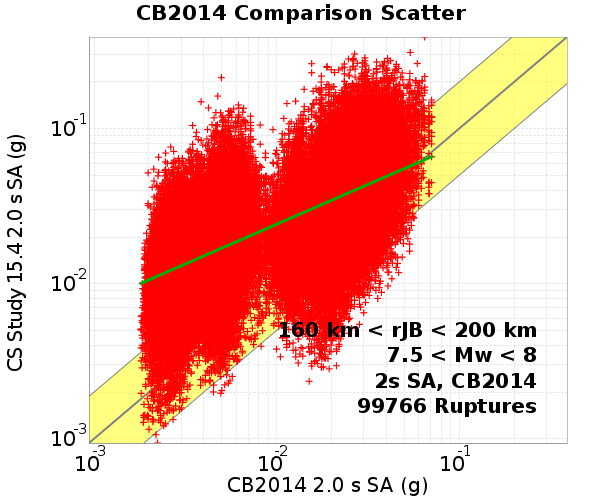 CB2014 Comparison Scatter
CS Study 15.4 2.0 s SA (g)
10-1
10-2
10-3
160 km < rJB < 200 km
7.5 < Mw < 8
2s SA, CB2014
99766 Ruptures
10-3 10-2 10-1
CB2014 2.0 s SA (g)